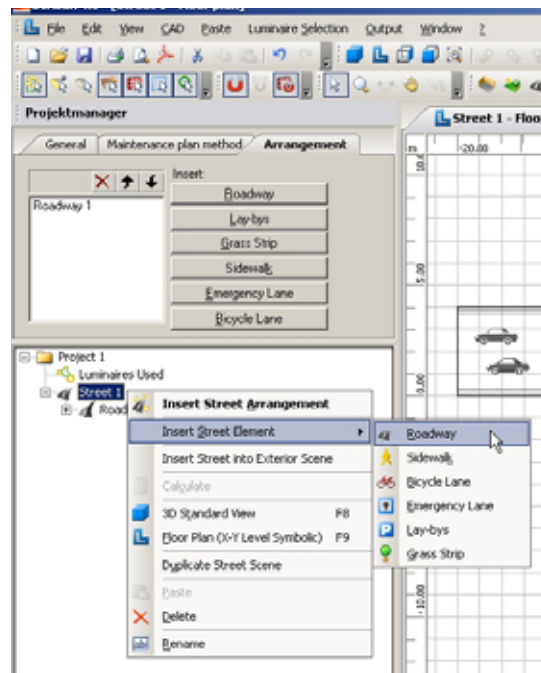 File Edit View CAD Paste Luminaire Selection Output Window ?
Projektmanager
Street 1 - Floo
General Maintenance plan method Arrangement
m -20.00
Insert:
Roadway 1
Roadway
Lay-bys
Grass Strip
Sidewalk
Emergency Lane
Bicycle Lane
5.00
0.00
-10.00
Project 1
Luminaires Used
Street 1
Road
Insert Street Arrangement
Insert Street Element
Insert Street into Exterior Scene
Calculate
3D Standard View F8
Floor Plan (X-Y Level Symbolic) F9
Duplicate Street Scene
Paste
Delete
Rename
Roadway
Sidewalk
Bicycle Lane
Emergency Lane
Lay-bys
Grass Strip